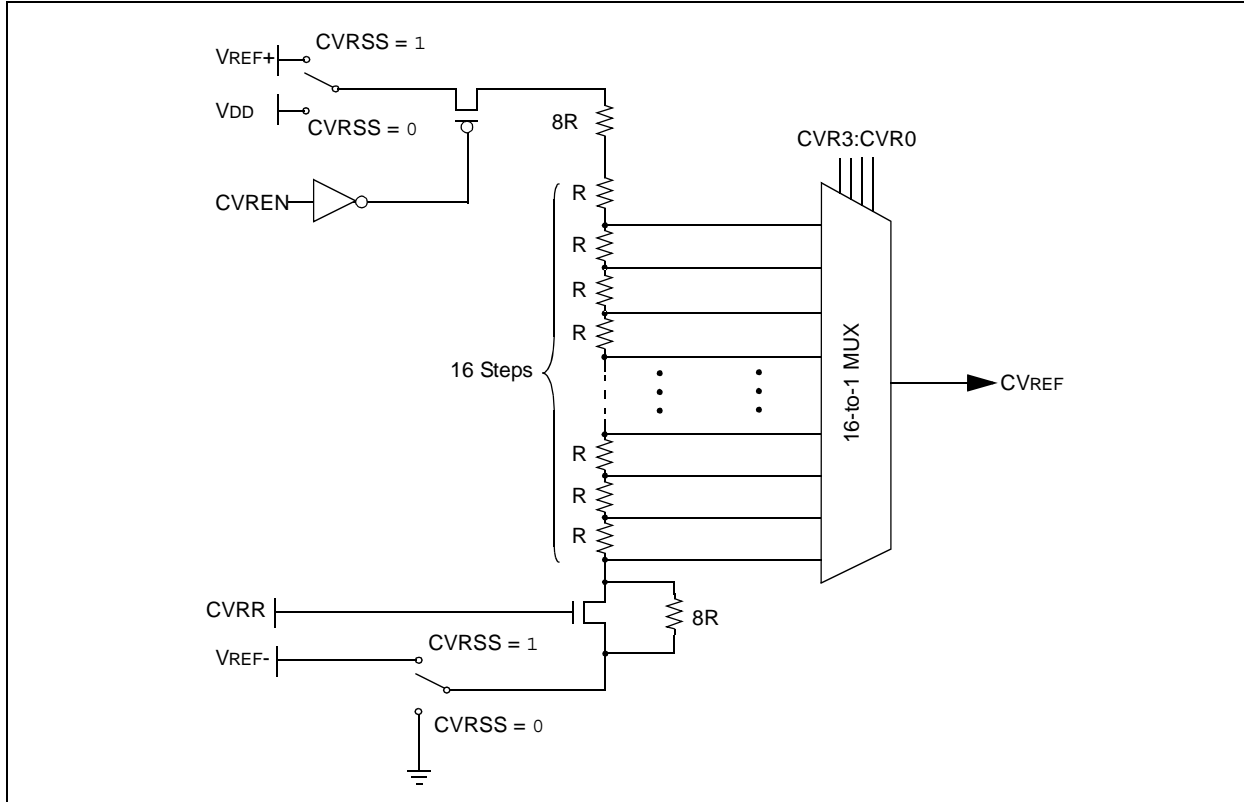 CVRSS = 1
VREF+
VDD
CVRSS = 0
8R
CVR3:CVR0
CVREN
R
R
R
R
16 Steps
16-to-1 MUX
CVREF
R
R
R
CVRR
8R
CVRSS = 1
VREF-
CVRSS = 0